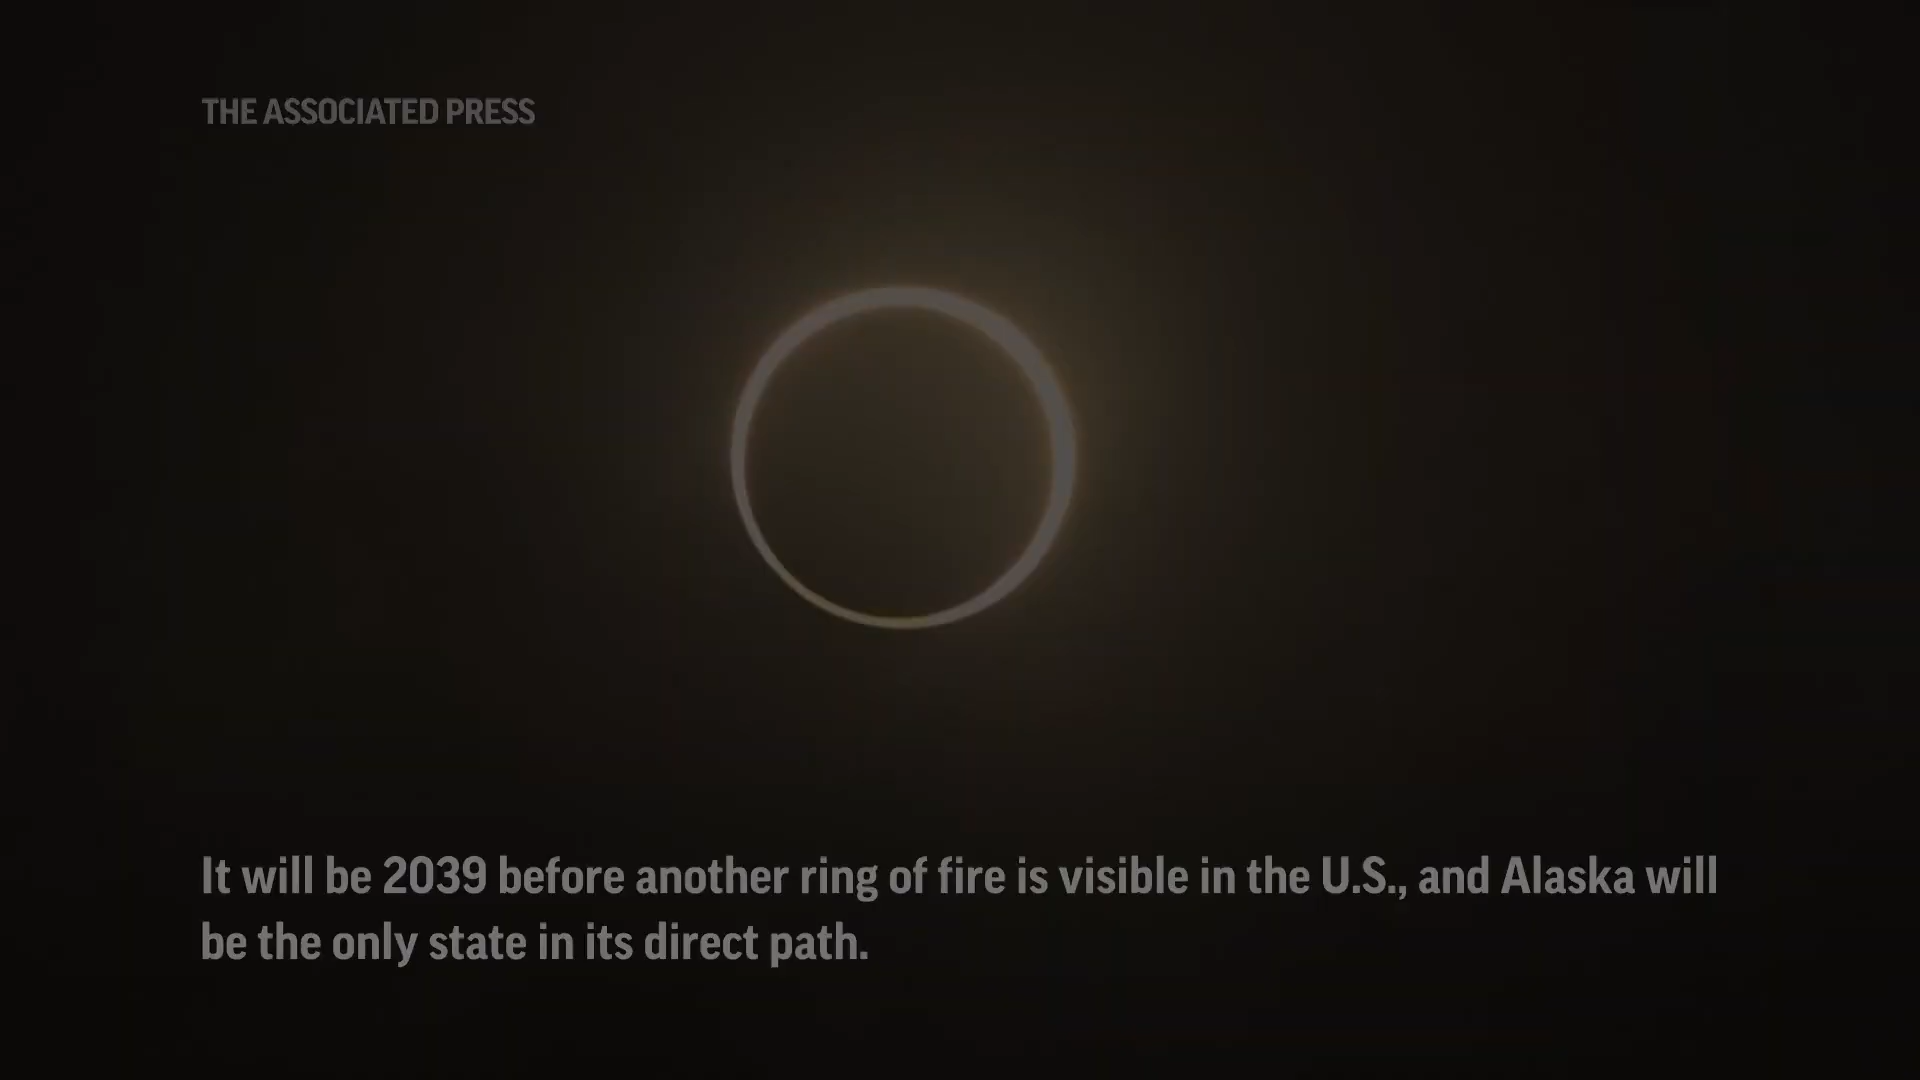 THE ASSOCIATED PRESS
It will be 2039 before another ring of fire is visible in the U.S., and Alaska will
be the only state in its direct path.